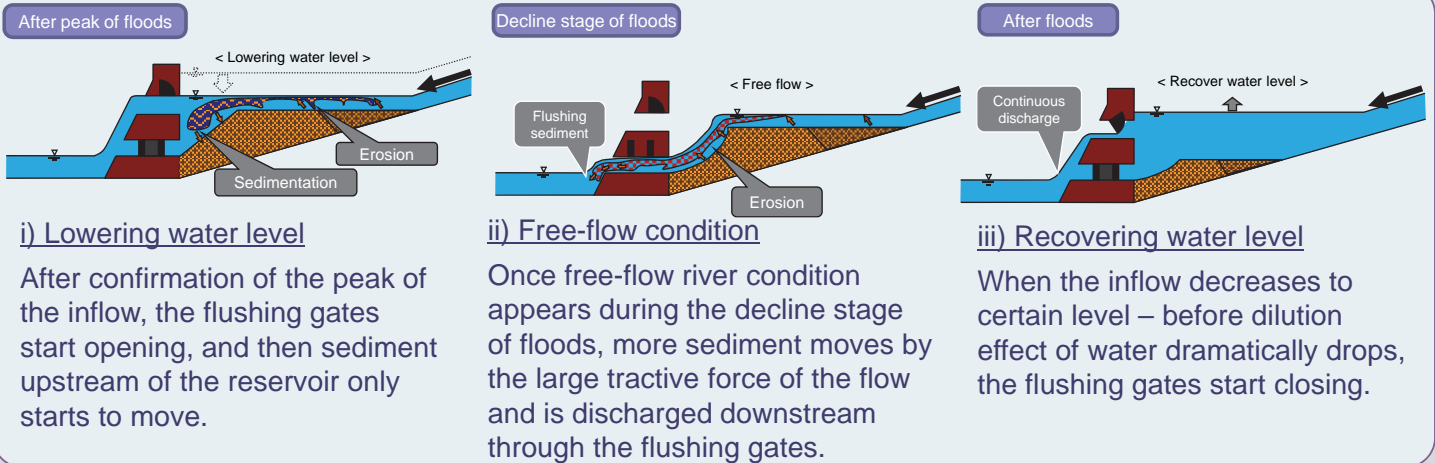 After peak of floods
< Lowering water level >
Erosion
Sedimentation
i) Lowering water level
After confirmation of the peak of
the inflow, the flushing gates
start opening, and then sediment
upstream of the reservoir only
starts to move.
Decline stage of floods
< Free flow >
Flushing
sediment
Erosion
ii) Free-flow condition
Once free-flow river condition
appears during the decline stage
of floods, more sediment moves by
the large tractive force of the flow
and is discharged downstream
through the flushing gates.
After floods
< Recover water level >
Continuous
discharge
iii) Recovering water level
When the inflow decreases to
certain level – before dilution
effect of water dramatically drops,
the flushing gates start closing.